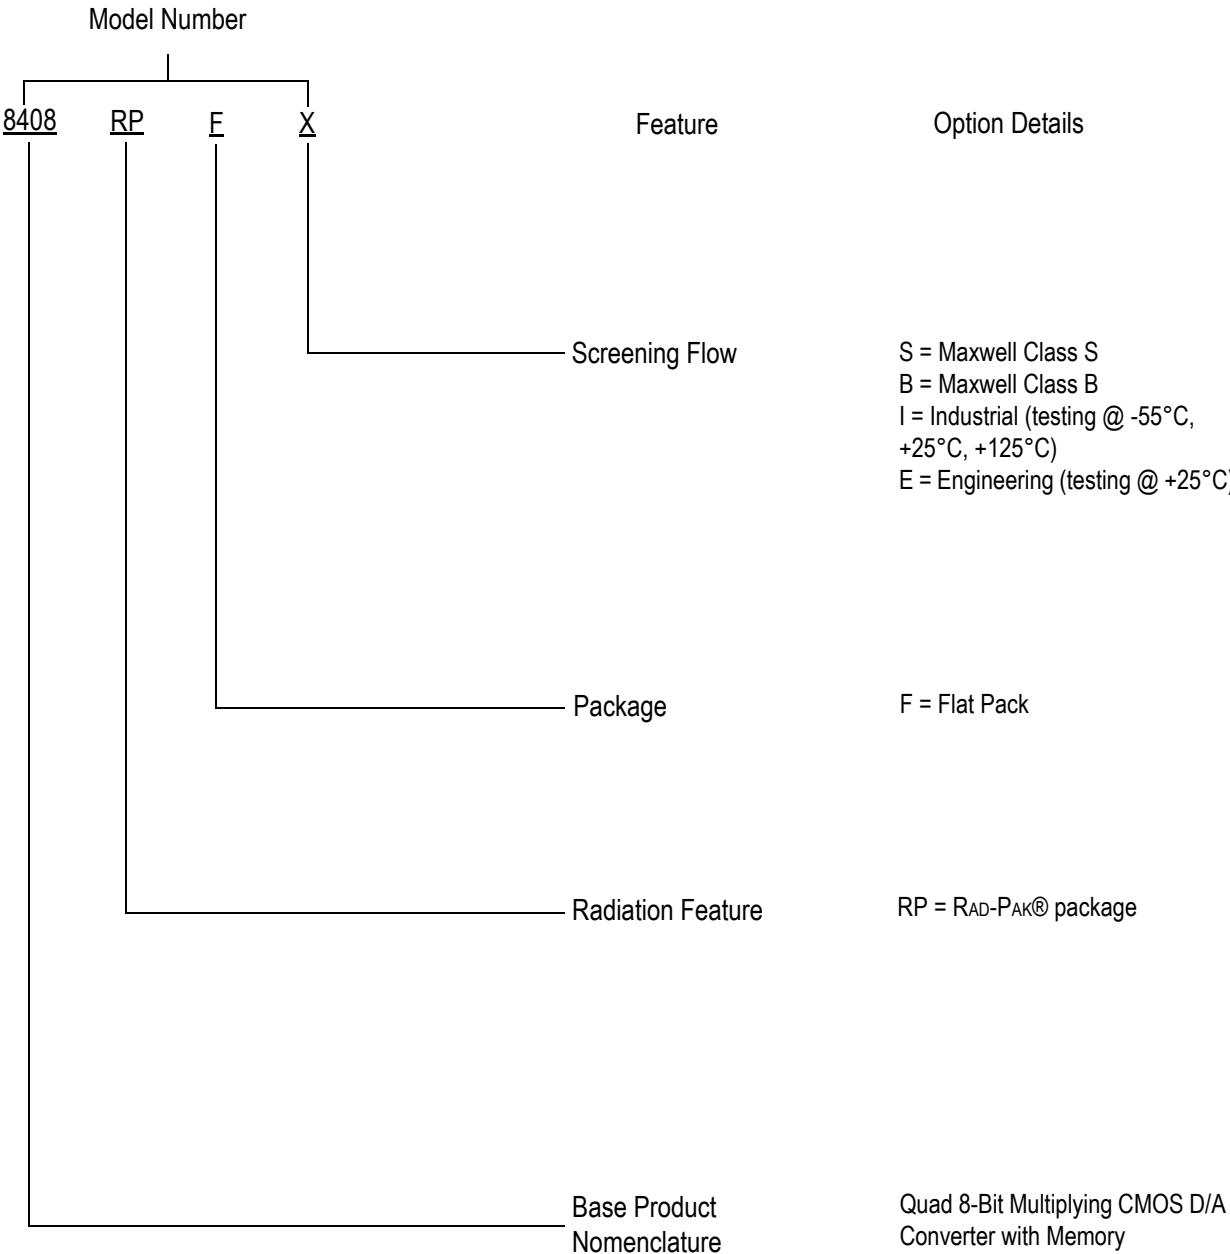 Model Number
8408 RP F X Feature Option Details
Screening Flow S = Maxwell Class S
B = Maxwell Class B
I = Industrial (testing @ -55°C,
+25°C, +125°C)
E = Engineering (testing @ +25°C)
Package F = Flat Pack
Radiation Feature RP = RAD-PAK® package
Base Product Quad 8-Bit Multiplying CMOS D/A
Nomenclature Converter with Memory